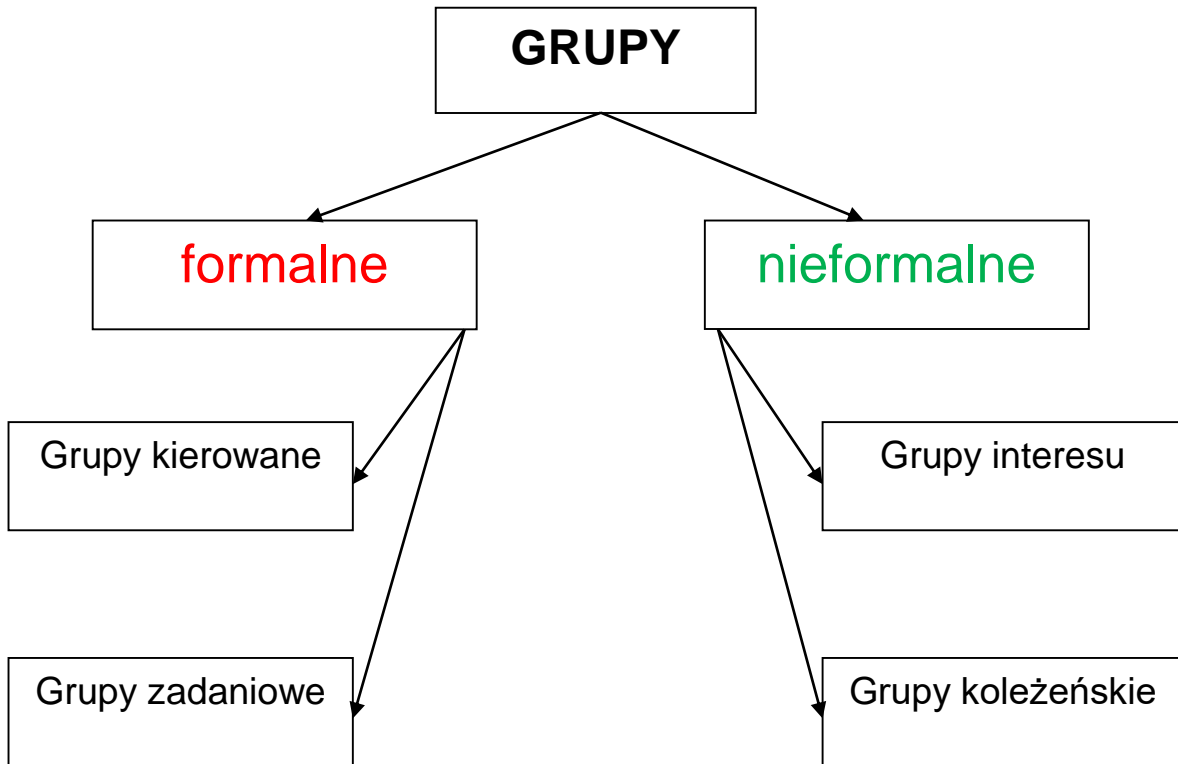 GRUPY
formalne
nieformalne
Grupy kierowane
Grupy interesu
Grupy zadaniowe
Grupy koleżeńskie